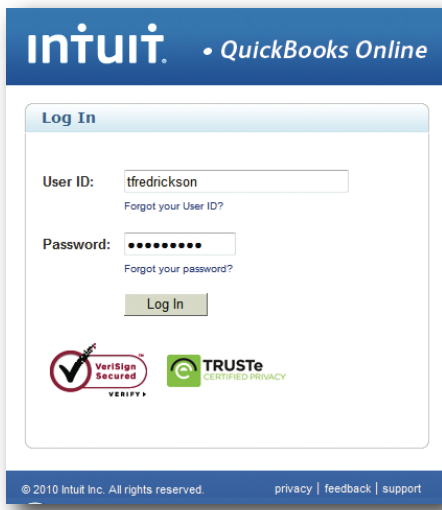 intuit. • QuickBooks Online
Log In
User ID: tfredrickson
Forgot your User ID?
Password: •••••••••
Forgot your password?
Log In
VeriSign™
Secured
VERIFY
TRUSTe
CERTIFIED PRIVACY
© 2010 Intuit Inc. All rights reserved. privacy | feedback | support